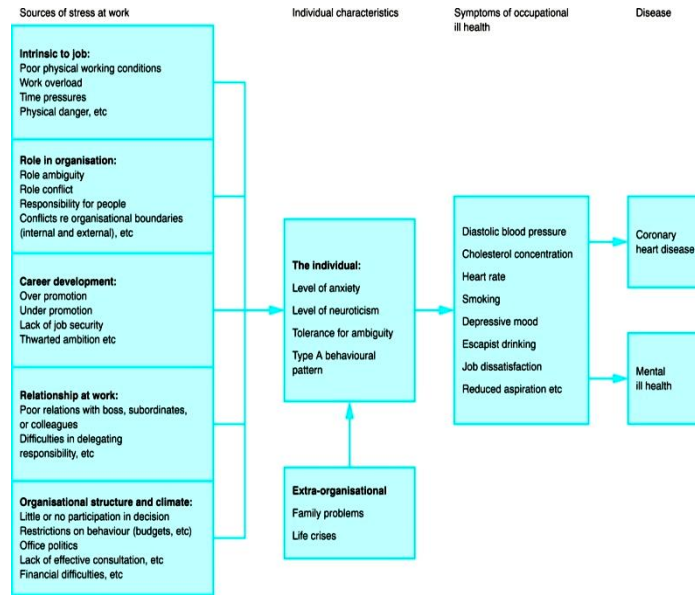 Sources of stress at work
Individual characteristics
Symptoms of occupational
ill health
Disease
Intrinsic to job:
Poor physical working conditions
Work overload
Time pressures
Physical danger, etc
Role in organisation:
Role ambiguity
Role conflict
Responsibility for people
Conflicts re organisational boundaries
(internal and external), etc
Career development:
Over promotion
Under promotion
Lack of job security
Thwarted ambition etc
Relationship at work:
Poor relations with boss, subordinates,
or colleagues
Difficulties in delegating
responsibility, etc
Organisational structure and climate:
Little or no participation in decision
Restrictions on behaviour (budgets, etc)
Office politics
Lack of effective consultation, etc
Financial difficulties, etc
The individual:
Level of anxiety
Level of neuroticism
Tolerance for ambiguity
Type A behavioural
pattern
Extra-organisational
Family problems
Life crises
Diastolic blood pressure
Cholesterol concentration
Heart rate
Smoking
Depressive mood
Escapist drinking
Job dissatisfaction
Reduced aspiration etc
Coronary
heart disease
Mental
ill health